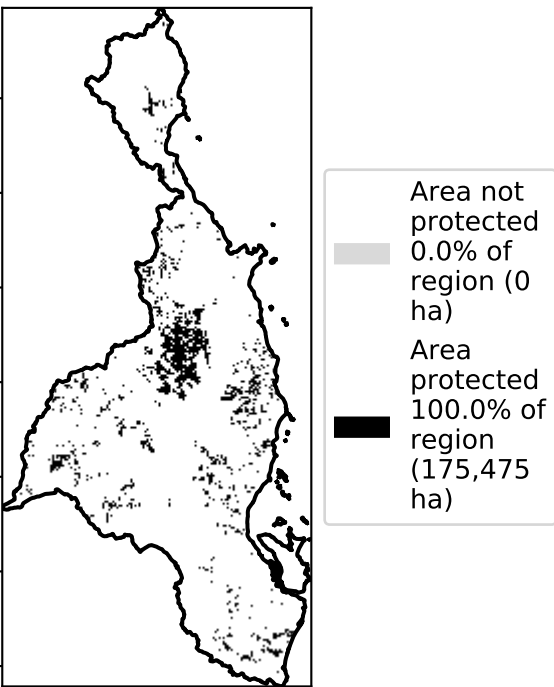 Area not
protected
0.0% of
region (0
ha)
Area
protected
100.0% of
region
(175,475
ha)